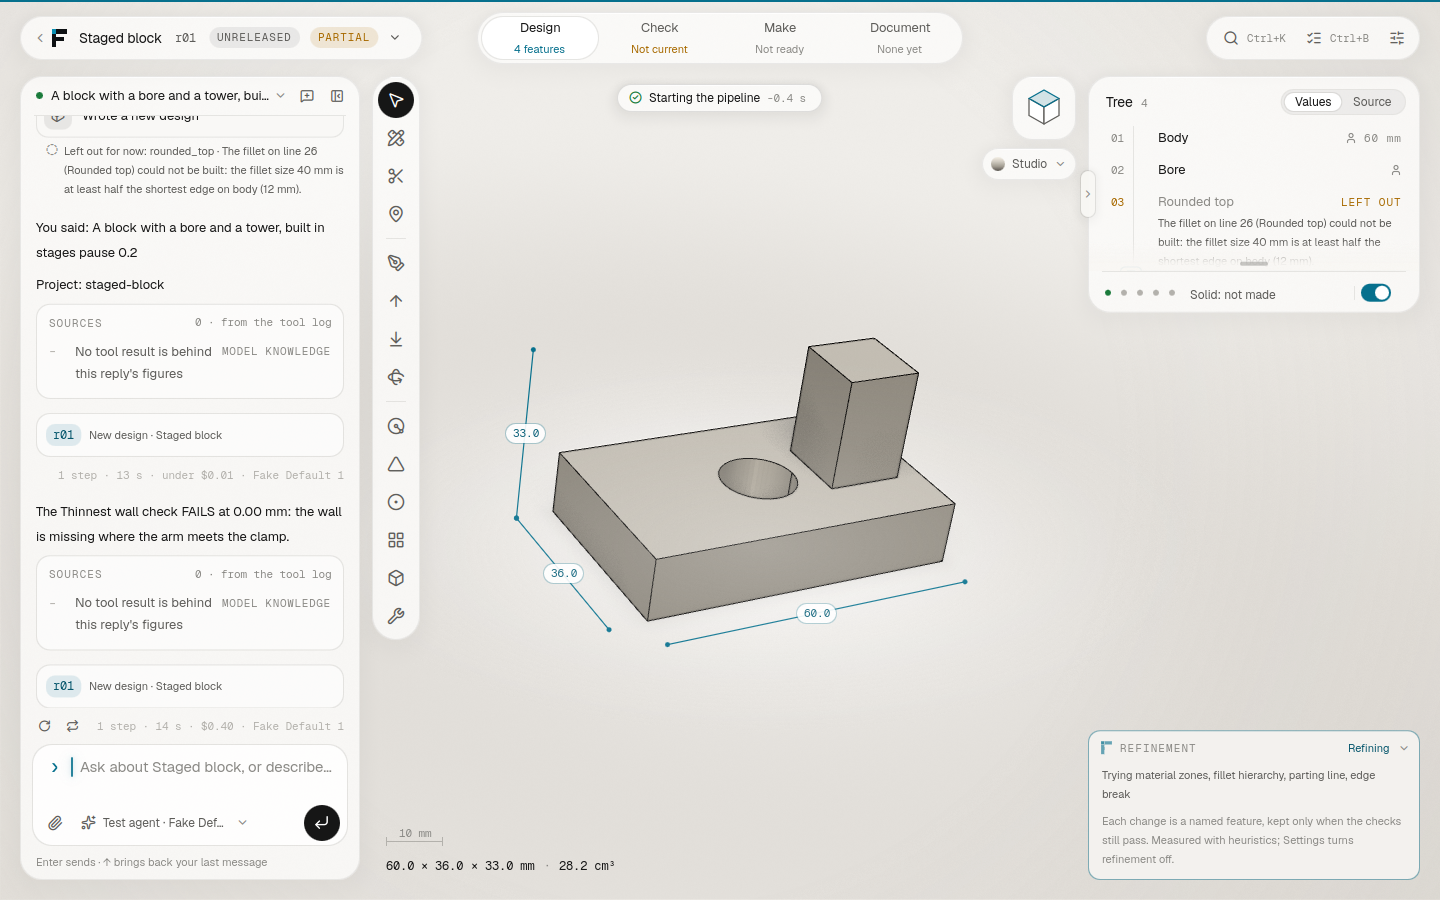 Staged block r01 UNRELEASED PARTIAL
Design
4 features
Check
Not current
Make
Not ready
Document
None yet
Ctrl+K
Ctrl+B
A block with a bore and a tower, bui...
Wrote a new design
Left out for now: rounded_top · The fillet on line 26
(Rounded top) could not be built: the fillet size 40 mm is
at least half the shortest edge on body (12 mm).
You said: A block with a bore and a tower, built in
stages pause 0.2
Project: staged-block
SOURCES 0 · from the tool log
- No tool result is behind MODEL KNOWLEDGE
this reply's figures
r01 New design · Staged block
1 step · 13 s · under $0.01 · Fake Default 1
The Thinnest wall check FAILS at 0.00 mm: the wall
is missing where the arm meets the clamp.
SOURCES 0 · from the tool log
- No tool result is behind MODEL KNOWLEDGE
this reply's figures
r01 New design · Staged block
1 step · 14 s · $0.40 · Fake Default 1
Ask about Staged block, or describe...
Test agent · Fake Def...
Enter sends · ↑ brings back your last message
Starting the pipeline -0.4 s
Studio
33.0
36.0
60.0
10 mm
60.0 × 36.0 × 33.0 mm · 28.2 cm³
Tree 4
Values Source
01 Body 60 mm
02 Bore
03 Rounded top LEFT OUT
The fillet on line 26 (Rounded top) could not be
built: the fillet size 40 mm is at least half the
shortest edge on body (12 mm).
Solid: not made
REFINEMENT Refining
Trying material zones, fillet hierarchy, parting line, edge
break
Each change is a named feature, kept only when the checks
still pass. Measured with heuristics; Settings turns
refinement off.